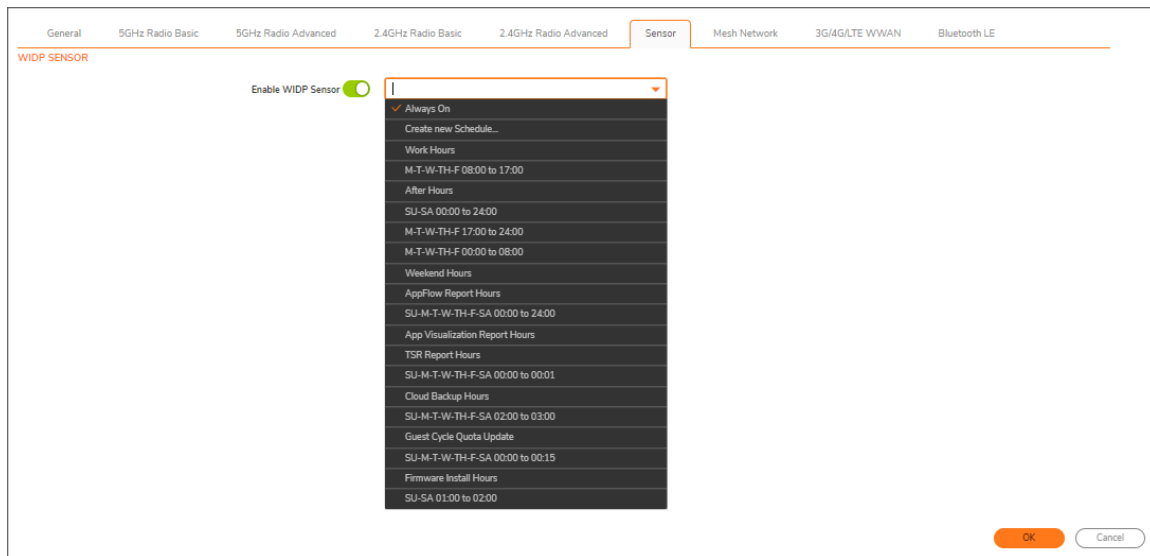 General 5GHz Radio Basic 5GHz Radio Advanced 2.4GHz Radio Basic 2.4GHz Radio Advanced Sensor Mesh Network 3G/4G/LTE WWAN Bluetooth LE
WIDP SENSOR
Enable WIDP Sensor
Always On
Create new Schedule...
Work Hours
M-T-W-TH-F 08:00 to 17:00
After Hours
SU-SA 00:00 to 24:00
M-T-W-TH-F 17:00 to 24:00
M-T-W-TH-F 00:00 to 08:00
Weekend Hours
AppFlow Report Hours
SU-M-T-W-TH-F-SA 00:00 to 24:00
App Visualization Report Hours
TSR Report Hours
SU-M-T-W-TH-F-SA 00:00 to 00:01
Cloud Backup Hours
SU-M-T-W-TH-F-SA 02:00 to 03:00
Guest Cycle Quota Update
SU-M-T-W-TH-F-SA 00:00 to 00:15
Firmware Install Hours
SU-SA 01:00 to 02:00
OK Cancel